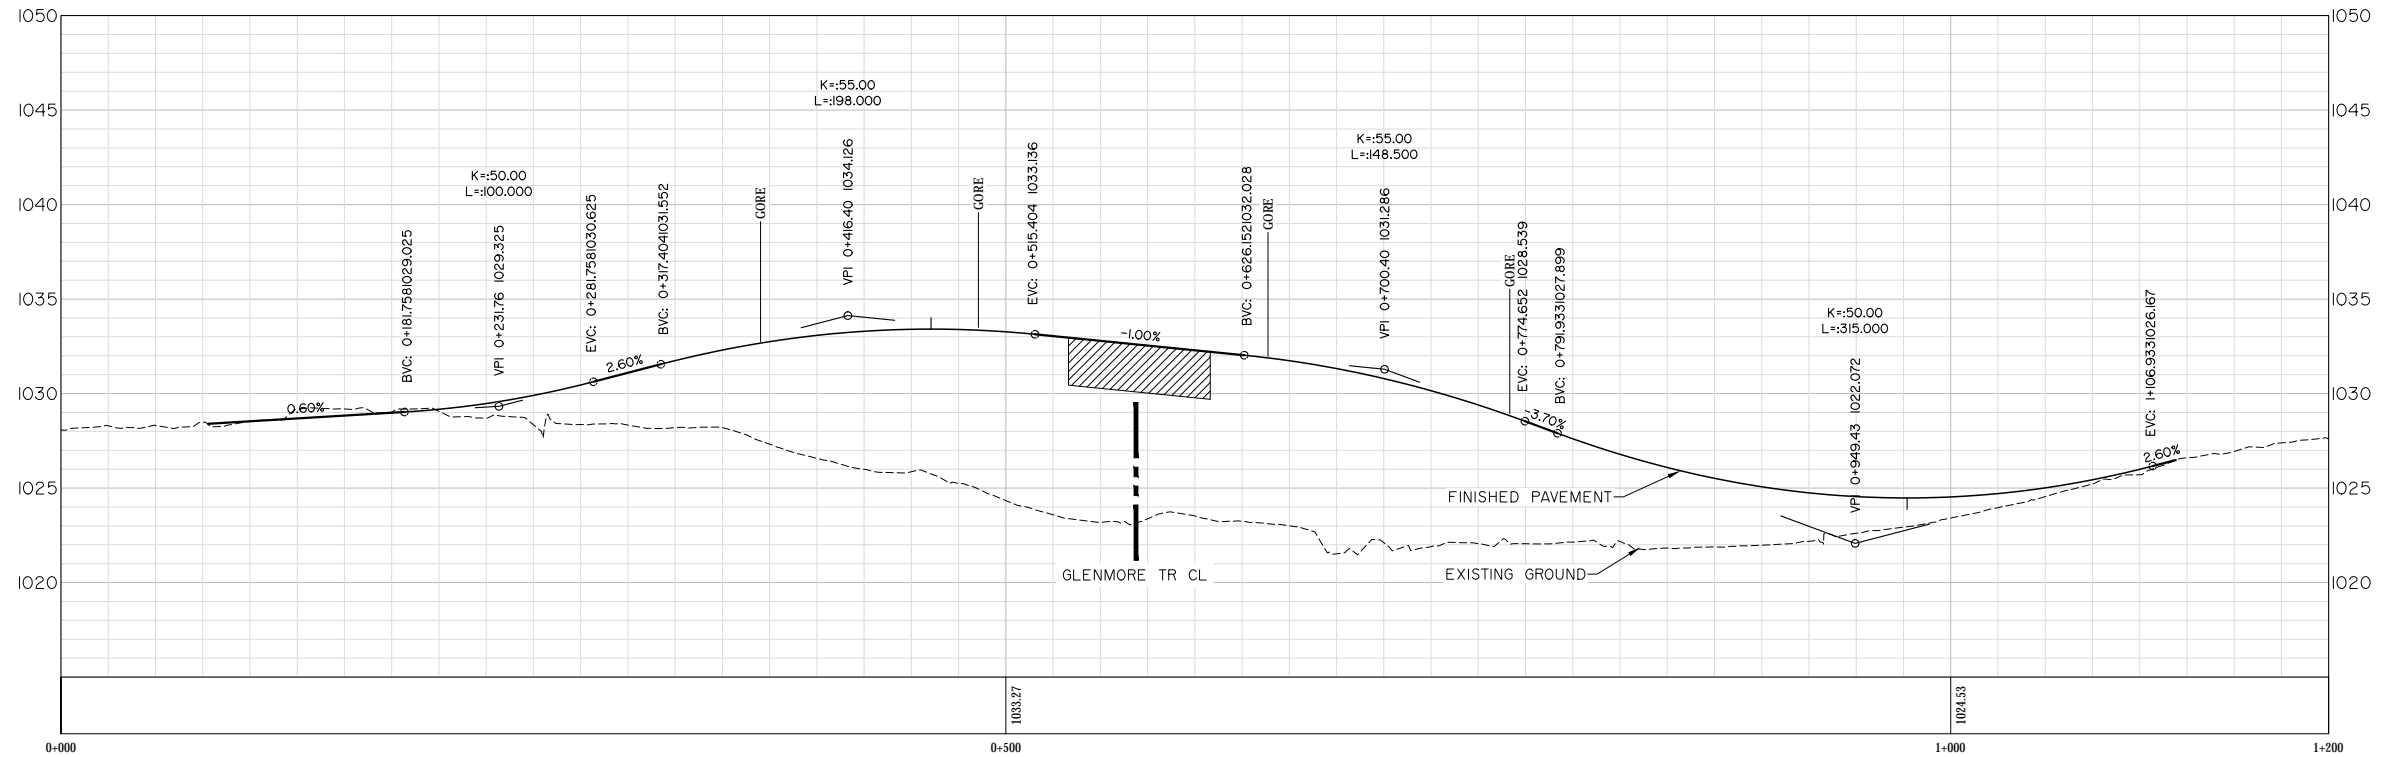 1050
1050
1045
1045
1040
1040
1035
1035
1030
1030
1025
1025
1020
1020
K=:50.00
L=:100.000
BVC: 0+181.758 1029.025
VPI 0+231.76 1029.325
EVC: 0+281.758 1030.625
0.60%
2.60%
BVC: 0+317.404 1031.552
GORE
K=:55.00
L=:198.000
VPI 0+416.40 1034.126
GORE
EVC: 0+515.404 1033.136
-1.00%
GLENMORE TR CL
BVC: 0+626.152 1032.028
GORE
K=:55.00
L=:148.500
VPI 0+700.40 1031.286
GORE
EVC: 0+774.652 1028.539
-3.70%
BVC: 0+791.933 1027.899
FINISHED PAVEMENT
EXISTING GROUND
K=:50.00
L=:315.000
VPI 0+949.43 1022.072
EVC: 1+106.933 1026.167
2.60%
1033.27
1024.53
0+000
0+500
1+000
1+200